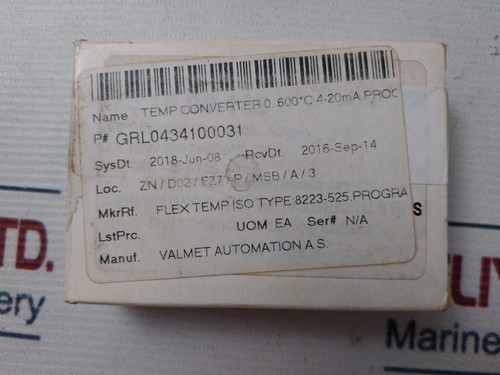 Name TEMP CONVERTER 0. 600°C 4-20mA.PROC
P# GRL0434100031
SysDt. 2018-Jun-08 RcvDt. 2016-Sep-14
Loc. ZN / D02 / / MSB / A / 3
MkrRf. FLEX TEMP ISO TYPE:8223-525.PROGRA
LstPrc. UOM EA Ser# N/A
Manuf. VALMET AUTOMATION A.S.
S
TD.
ery
LIV
Marine